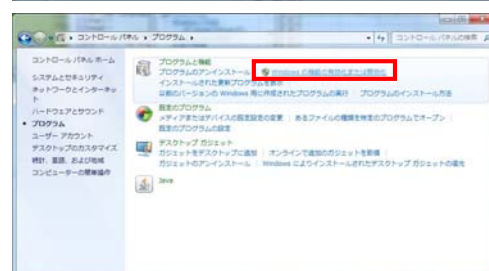 コントロール パネル ▸ プログラム ▸
コントロール パネルの検索
コントロール パネル ホーム
システムとセキュリティ
ネットワークとインターネット
ハードウェアとサウンド
プログラム
ユーザー アカウント
デスクトップのカスタマイズ
時計、言語、および地域
コンピューターの簡単操作
プログラムと機能
プログラムのアンインストール Windows の機能の有効化または無効化
インストールされた更新プログラムを表示
以前のバージョンの Windows 用に作成されたプログラムの実行 プログラムのインストール方法
既定のプログラム
メディアまたはデバイスの既定設定の変更 あるファイルの種類を特定のプログラムでオープン
既定のプログラムの設定
デスクトップ ガジェット
ガジェットをデスクトップに追加 オンラインで追加のガジェットを取得
ガジェットのアンインストール Windows によりインストールされたデスクトップ ガジェットの復元
Java